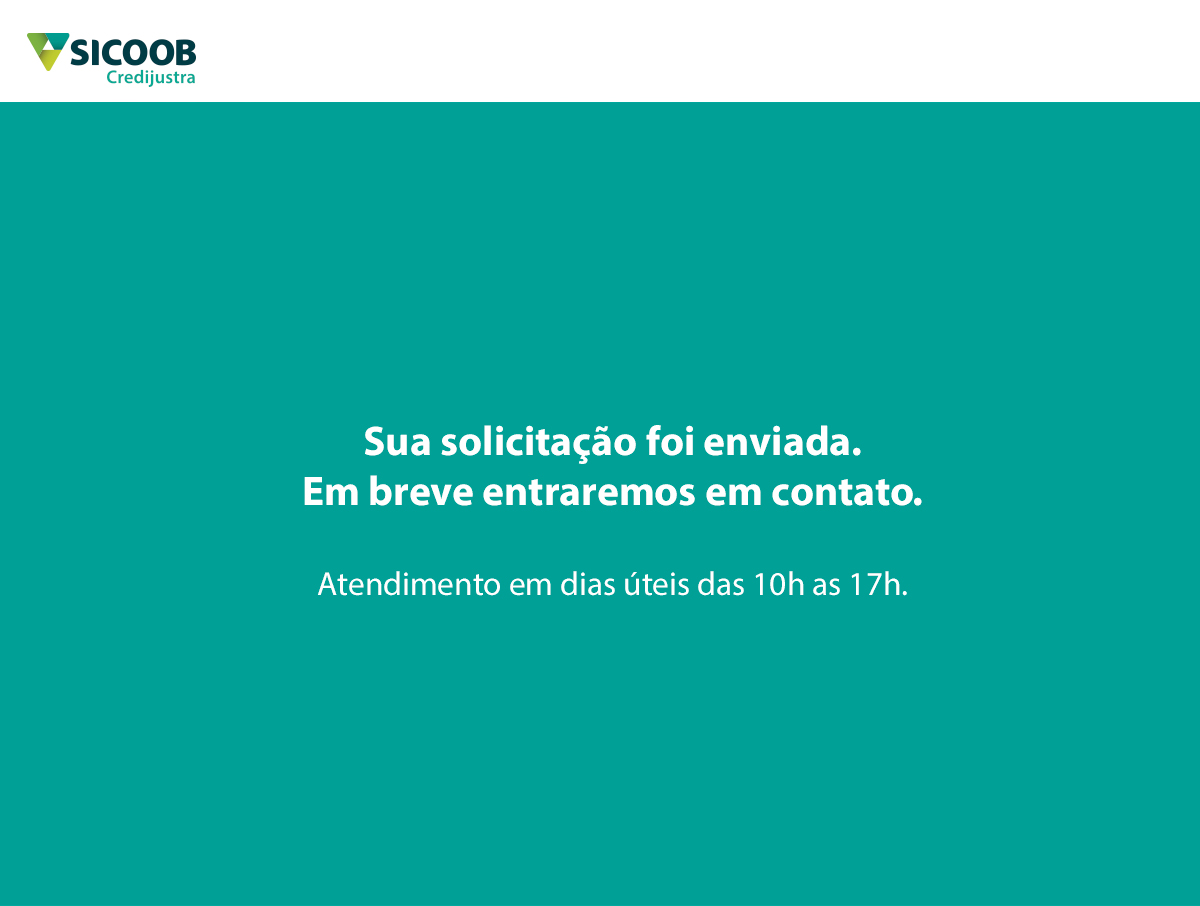 SICOOB
Credijustra
Sua solicitação foi enviada.
Em breve entraremos em contato.
Atendimento em dias úteis das 10h as 17h.